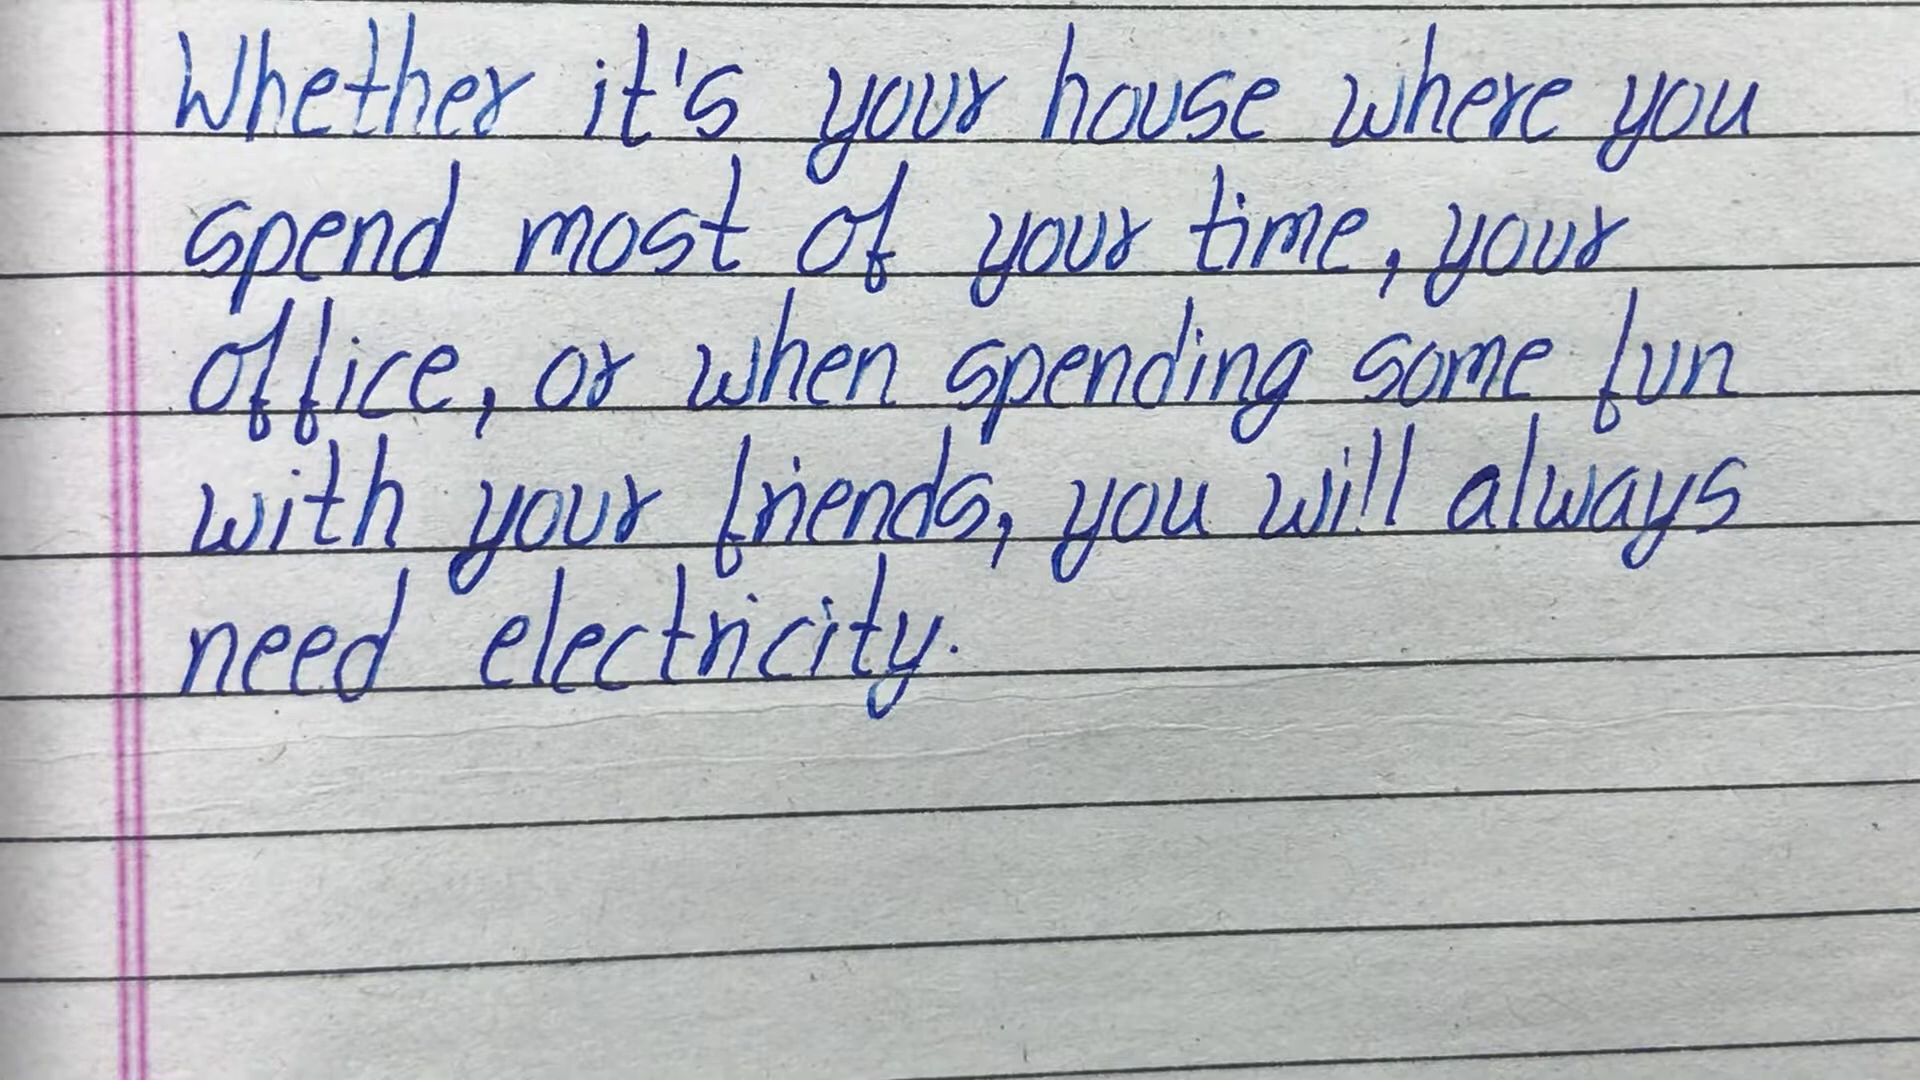 Whether it's your house where you
spend most of your time, your
office, or when spending some fun
with your friends, you will always
need electricity.